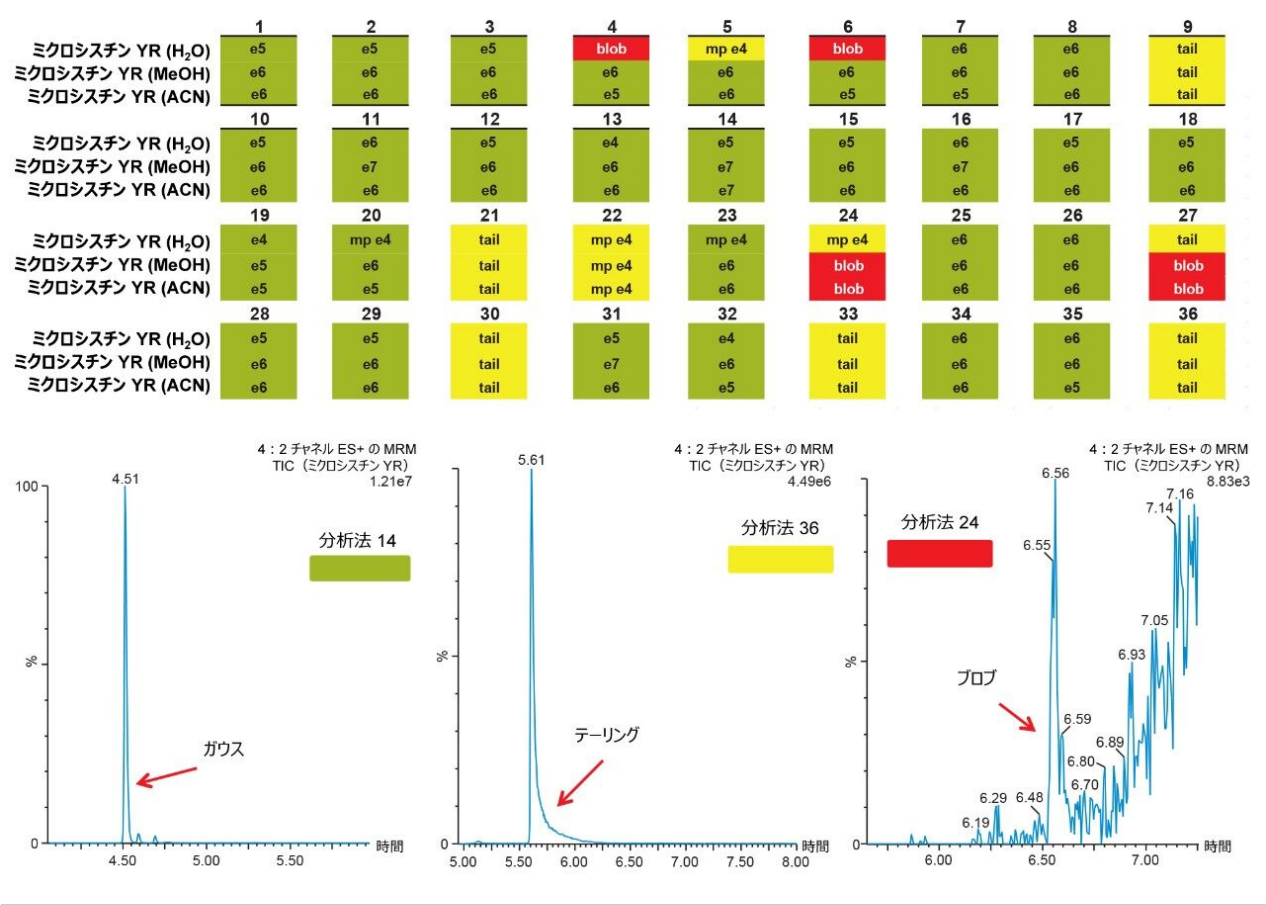 1 2 3 4 5 6 7 8 9
ミクロシスチン YR (H₂O) e5 e5 e5 blob mp e4 blob e6 e6 tail
ミクロシスチン YR (MeOH) e6 e6 e6 e6 e6 e6 e6 e6 tail
ミクロシスチン YR (ACN) e6 e6 e6 e5 e6 e5 e5 e6 tail
10 11 12 13 14 15 16 17 18
ミクロシスチン YR (H₂O) e5 e6 e5 e4 e5 e5 e6 e5 e5
ミクロシスチン YR (MeOH) e6 e7 e6 e6 e7 e6 e7 e6 e6
ミクロシスチン YR (ACN) e6 e6 e6 e6 e7 e6 e6 e6 e6
19 20 21 22 23 24 25 26 27
ミクロシスチン YR (H₂O) e4 mp e4 tail mp e4 mp e4 mp e4 e6 e6 tail
ミクロシスチン YR (MeOH) e5 e6 tail mp e4 e6 blob e6 e6 blob
ミクロシスチン YR (ACN) e5 e5 tail mp e4 e6 blob e6 e6 blob
28 29 30 31 32 33 34 35 36
ミクロシスチン YR (H₂O) e5 e5 tail e5 e4 tail e6 e5 tail
ミクロシスチン YR (MeOH) e6 e6 tail e7 e6 tail e6 e6 tail
ミクロシスチン YR (ACN) e6 e6 tail e6 e5 tail e6 e5 tail
4：2 チャネル ES+ の MRM
TIC（ミクロシスチン YR）
1.21e7
4.51
100
分析法 14
%
ガウス
0
4.50 5.00 5.50
時間
4：2 チャネル ES+ の MRM
TIC（ミクロシスチン YR）
4.49e6
5.61
分析法 36
%
テーリング
0
5.00 5.50 6.00 6.50 7.00 7.50 8.00
時間
4：2 チャネル ES+ の MRM
TIC（ミクロシスチン YR）
8.83e3
6.56
7.16
7.14
分析法 24
6.55
7.05
6.93
%
ブロブ
6.59
6.89
6.80
6.70
6.48
6.29
6.19
0
6.00 6.50 7.00
時間